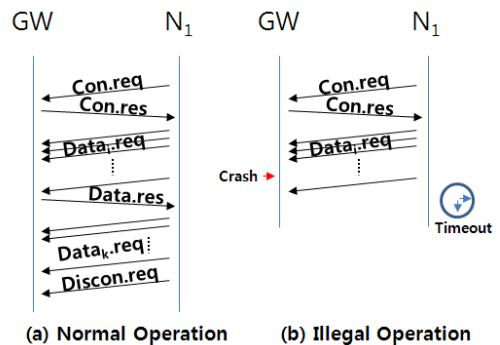 GW N₁
Con.req
Con.res
Dataᵢ.req
Data.res
Dataₖ.req
Discon.req
(a) Normal Operation
GW N₁
Con.req
Con.res
Dataᵢ.req
Crash
Timeout
(b) Illegal Operation